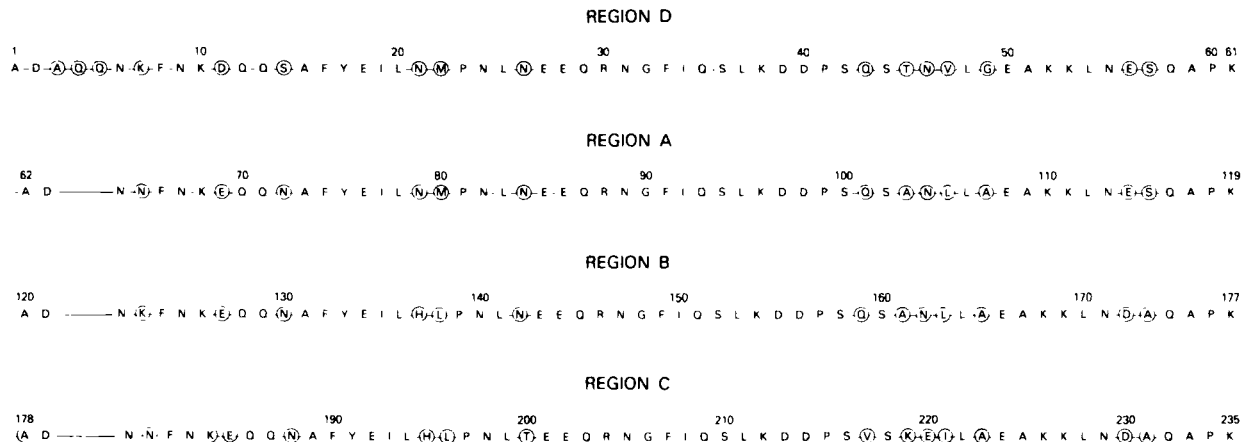 REGION D
1 10 20 30 40 50 60 61
A D A Q Q N K F N K D Q Q S A F Y E I L N M P N L N E E Q R N G F I Q S L K D D P S Q S T N V L G E A K K L N E S Q A P K
REGION A
62 70 80 90 100 110 119
A D N N F N K E Q Q N A F Y E I L N M P N L N E E Q R N G F I Q S L K D D P S Q S A N L L A E A K K L N E S Q A P K
REGION B
120 130 140 150 160 170 177
A D N K F N K E Q Q N A F Y E I L H L P N L N E E Q R N G F I Q S L K D D P S Q S A N L L A E A K K L N D A Q A P K
REGION C
178 190 200 210 220 230 235
A D N N F N K E Q Q N A F Y E I L H L P N L T E E Q R N G F I Q S L K D D P S V S K E I L A E A K K L N D A Q A P K